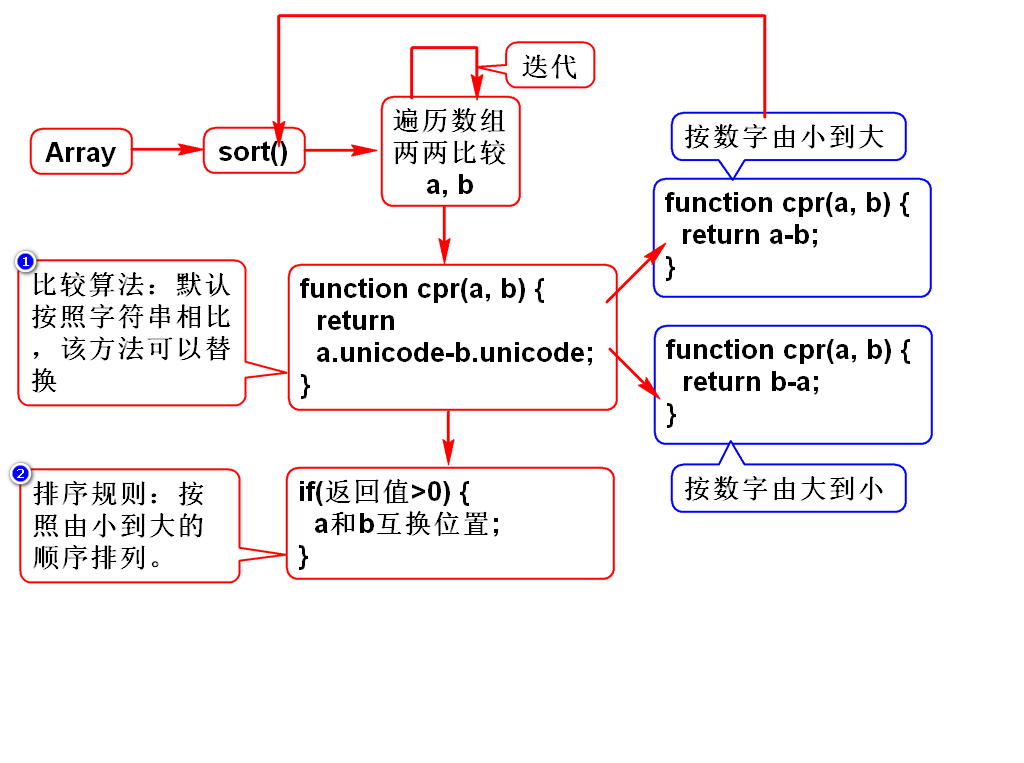 迭代
Array
sort()
遍历数组
两两比较
a, b
按数字由小到大
function cpr(a, b) {
return a-b;
}
1
比较算法：默认
按照字符串相比
，该方法可以替
换
function cpr(a, b) {
return
a.unicode-b.unicode;
}
function cpr(a, b) {
return b-a;
}
按数字由大到小
2
排序规则：按
照由小到大的
顺序排列。
if(返回值>0) {
a和b互换位置;
}